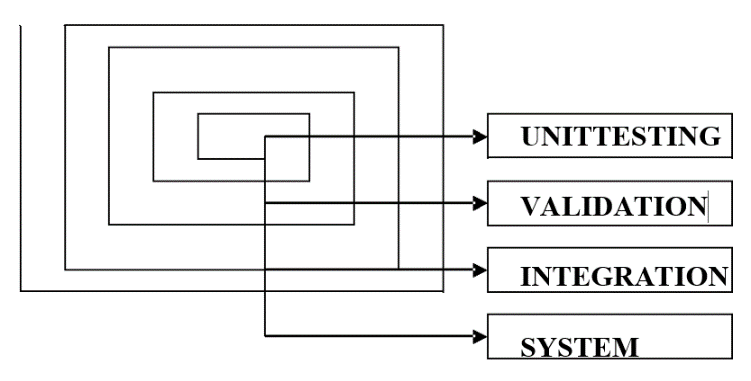 UNITTESTING
VALIDATION
INTEGRATION
SYSTEM